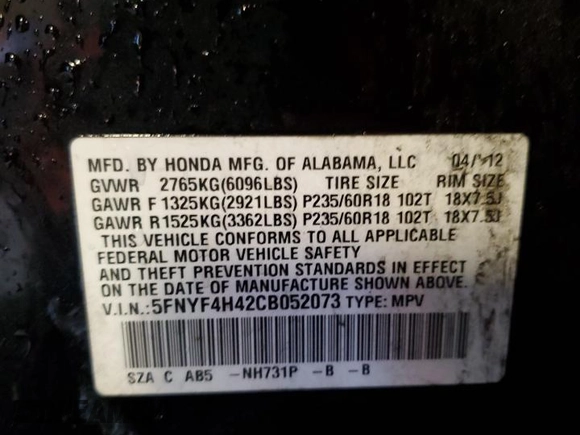 MFD. BY HONDA MFG. OF ALABAMA, LLC 04/12
GVWR 2765KG(6096LBS) TIRE SIZE RIM SIZE
GAWR F 1325KG(2921LBS) P235/60R18 102T 18X7.5J
GAWR R 1525KG(3362LBS) P235/60R18 102T 18X7.5J
THIS VEHICLE CONFORMS TO ALL APPLICABLE
FEDERAL MOTOR VEHICLE SAFETY
AND THEFT PREVENTION STANDARDS IN EFFECT
ON THE DATE OF MANUFACTURE SHOWN ABOVE.
V.I.N.: 5FNYF4H42CB052073 TYPE: MPV
SZA C AB5 -NH731P -B -B